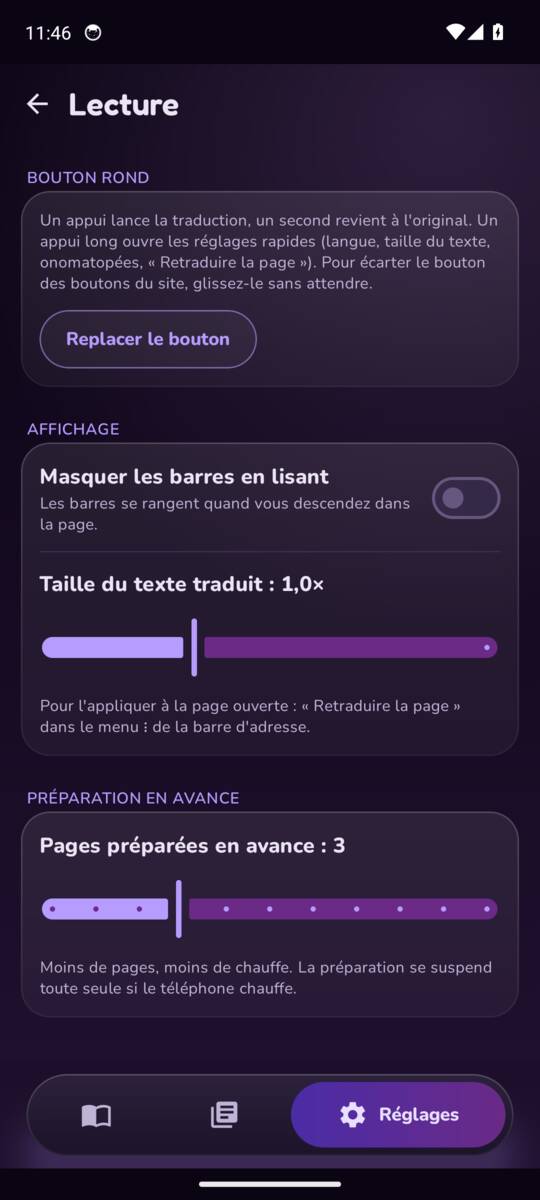 11:46
Lecture
BOUTON ROND
Un appui lance la traduction, un second revient à l'original. Un
appui long ouvre les réglages rapides (langue, taille du texte,
onomatopées, « Retraduire la page »). Pour écarter le bouton
des boutons du site, glissez-le sans attendre.
Replacer le bouton
AFFICHAGE
Masquer les barres en lisant
Les barres se rangent quand vous descendez dans
la page.
Taille du texte traduit : 1,0×
Pour l'appliquer à la page ouverte : « Retraduire la page »
dans le menu ⋮ de la barre d'adresse.
PRÉPARATION EN AVANCE
Pages préparées en avance : 3
Moins de pages, moins de chauffe. La préparation se suspend
toute seule si le téléphone chauffe.
Réglages